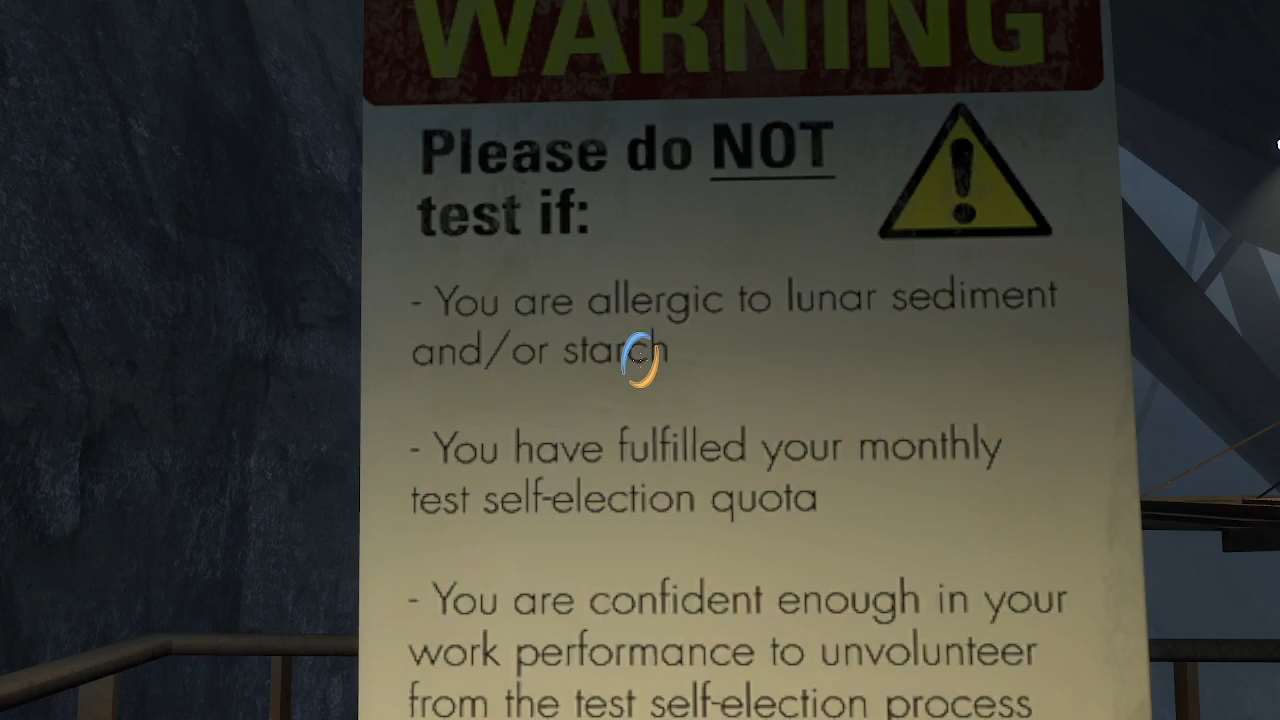 WARNING
Please do NOT
test if:
- You are allergic to lunar sediment
and/or starch
- You have fulfilled your monthly
test self-election quota
- You are confident enough in your
work performance to unvolunteer
from the test self-election process